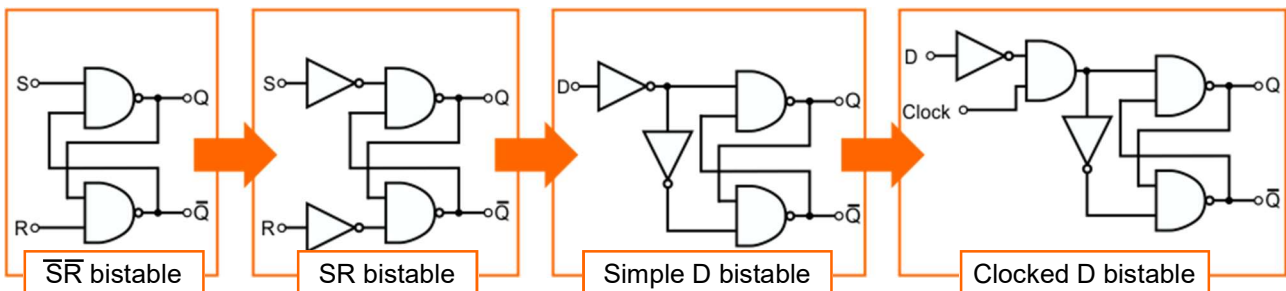 S
Q
R
Q̅
S̅R̅ bistable
S
Q
R
Q̅
SR bistable
D
Q
Q̅
Simple D bistable
D
Clock
Q
Q̅
Clocked D bistable